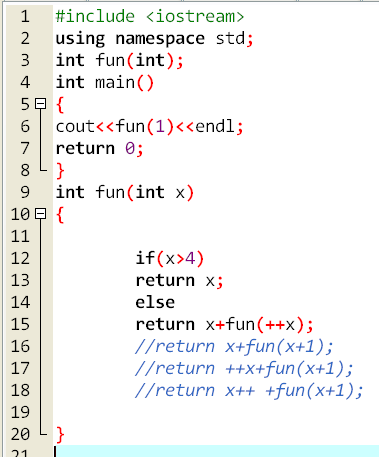 1 #include <iostream>
2 using namespace std;
3 int fun(int);
4 int main()
5 {
6 cout<<fun(1)<<endl;
7 return 0;
8 }
9 int fun(int x)
10 {
11
12 if(x>4)
13 return x;
14 else
15 return x+fun(++x);
16 //return x+fun(x+1);
17 //return ++x+fun(x+1);
18 //return x++ +fun(x+1);
19
20 }
21